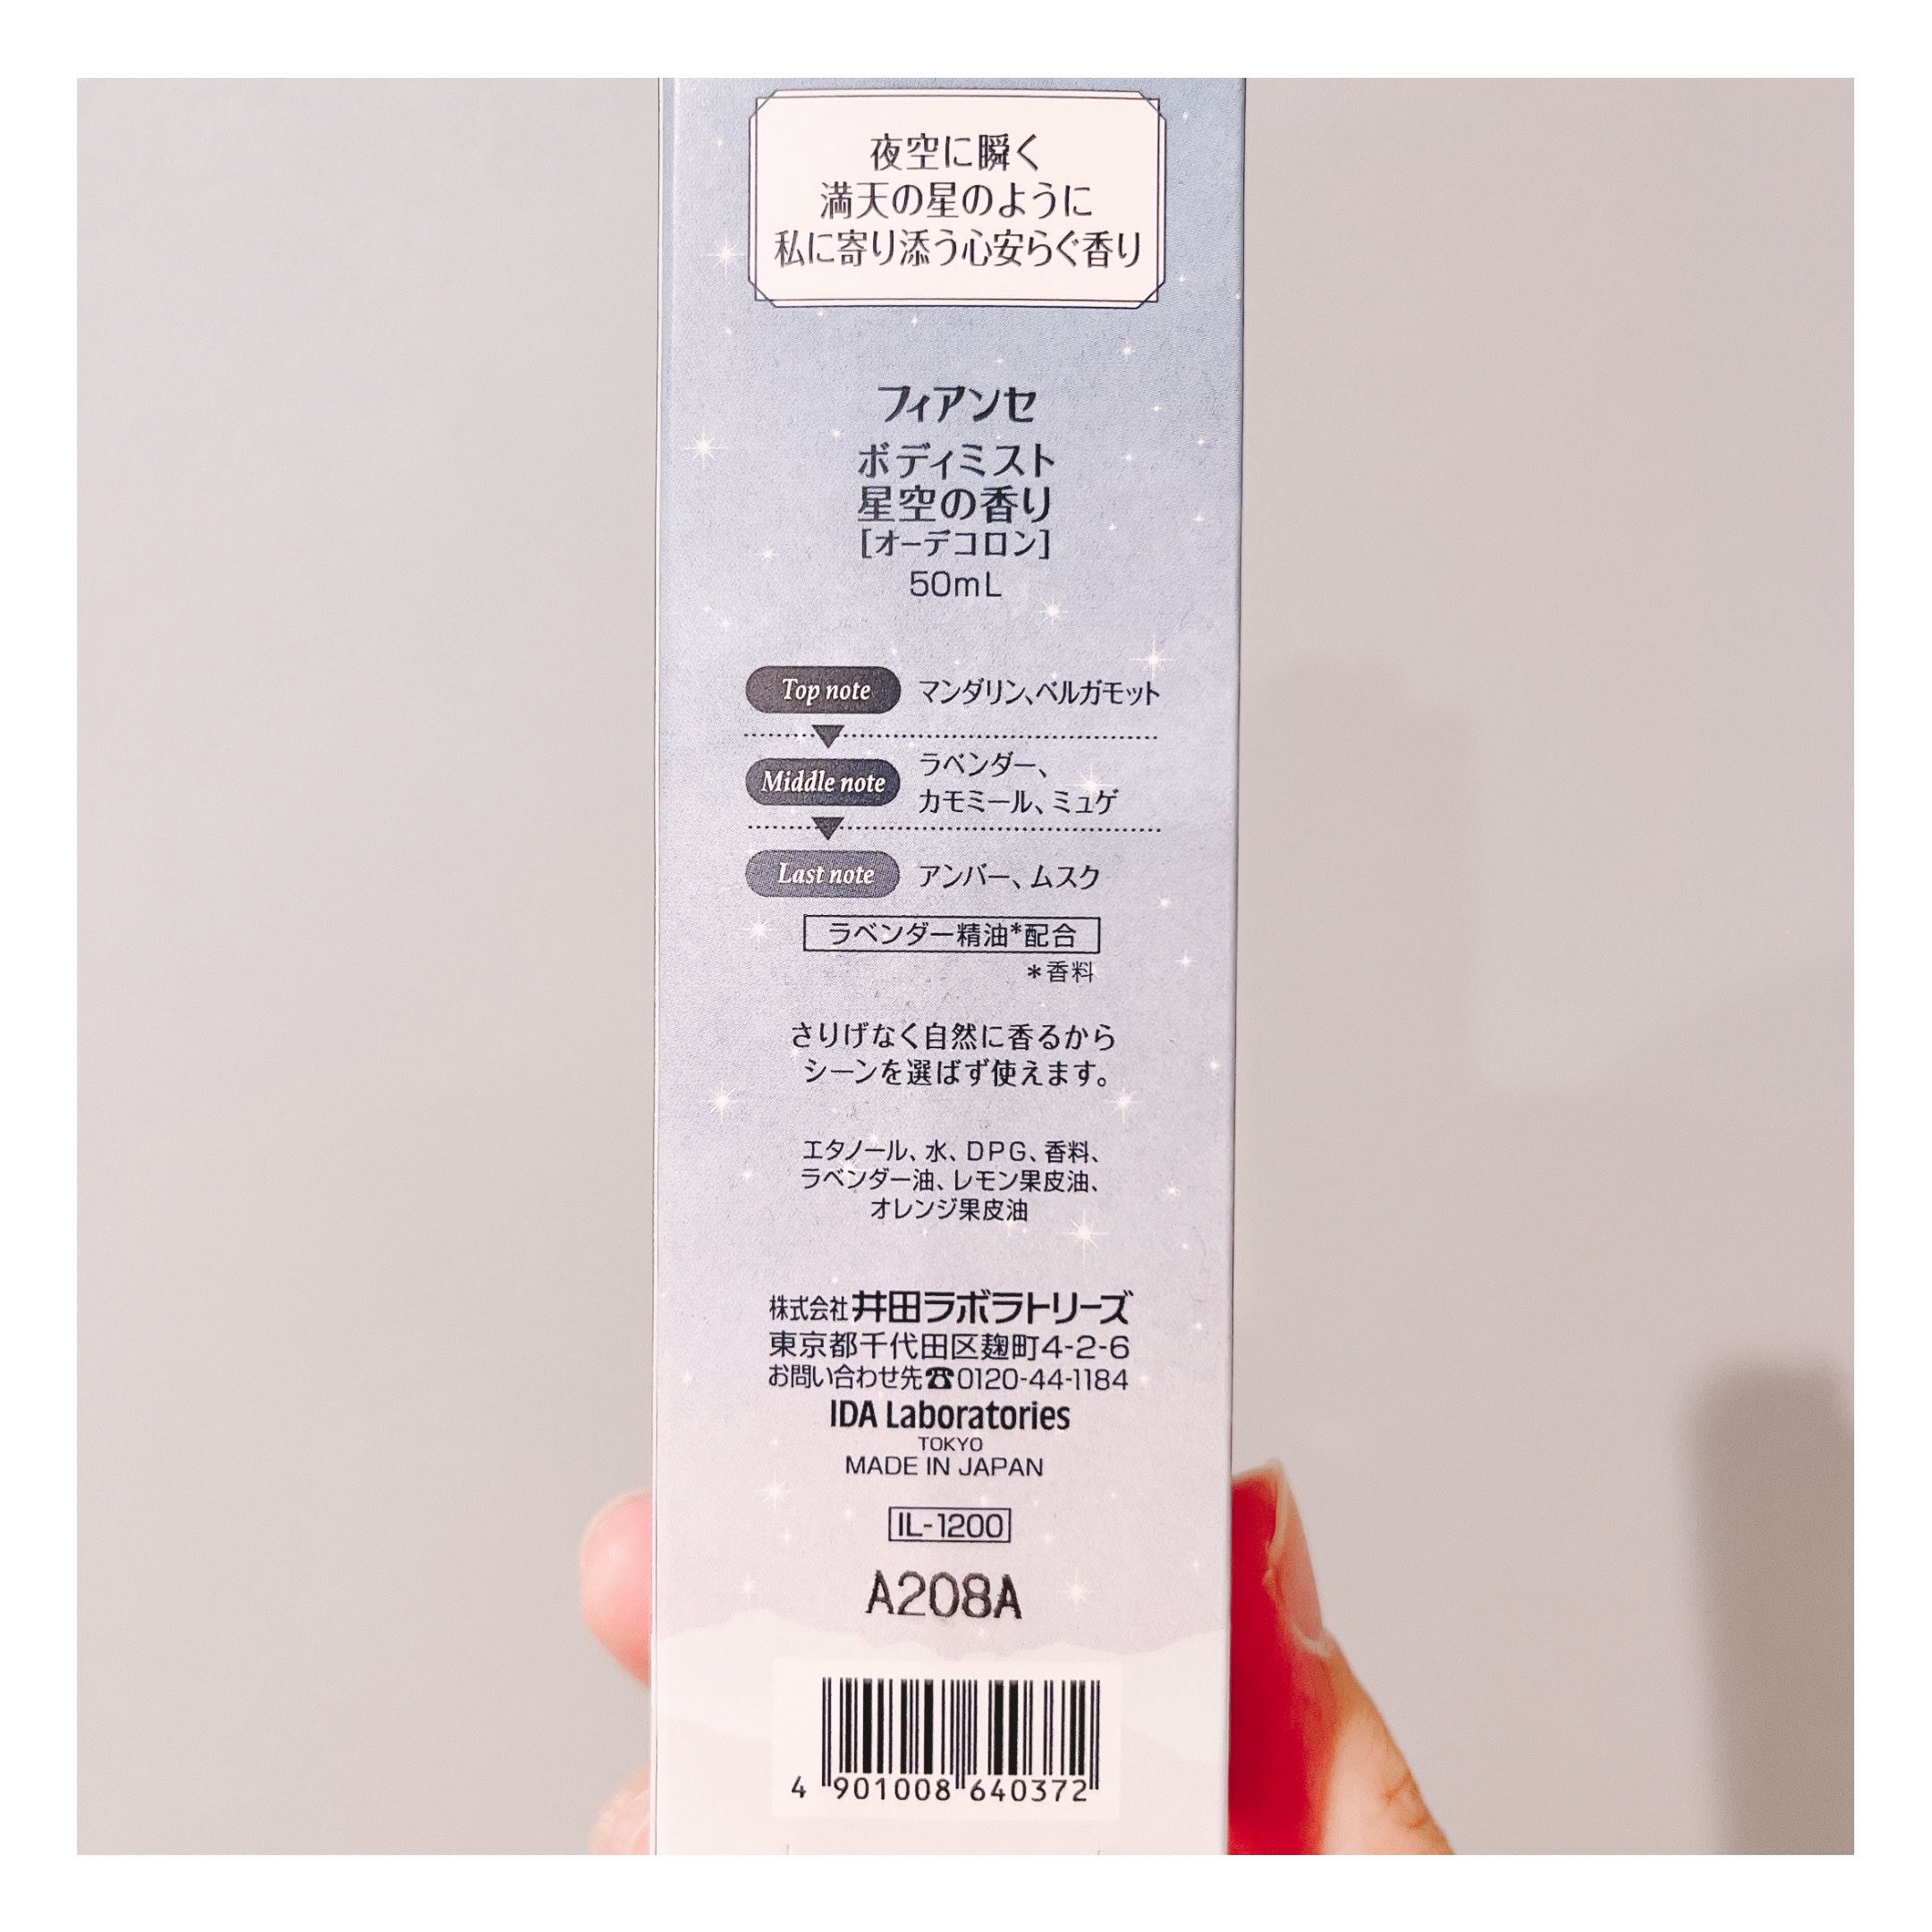 夜空に瞬く
満天の星のように
私に寄り添う心安らぐ香り
フィアンセ
ボディミスト
星空の香り
[オーデコロン]
50mL
Top note マンダリン、ベルガモット
Middle note ラベンダー、
カモミール、ミュゲ
Last note アンバー、ムスク
ラベンダー精油*配合
*香料
さりげなく自然に香るから
シーンを選ばず使えます。
エタノール、水、DPG、香料、
ラベンダー油、レモン果皮油、
オレンジ果皮油
株式会社井田ラボラトリーズ
東京都千代田区麹町4-2-6
お問い合わせ先☎0120-44-1184
IDA Laboratories
TOKYO
MADE IN JAPAN
IL-1200
A208A
4 901008 640372